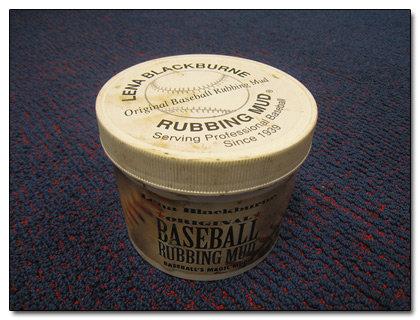 LENA BLACKBURNE
Original Baseball Rubbing Mud
RUBBING MUD®
Serving Professional Baseball
Since 1939
Lena Blackburne
ORIGINAL
BASEBALL
RUBBING MUD
BASEBALL'S MAGIC MUD